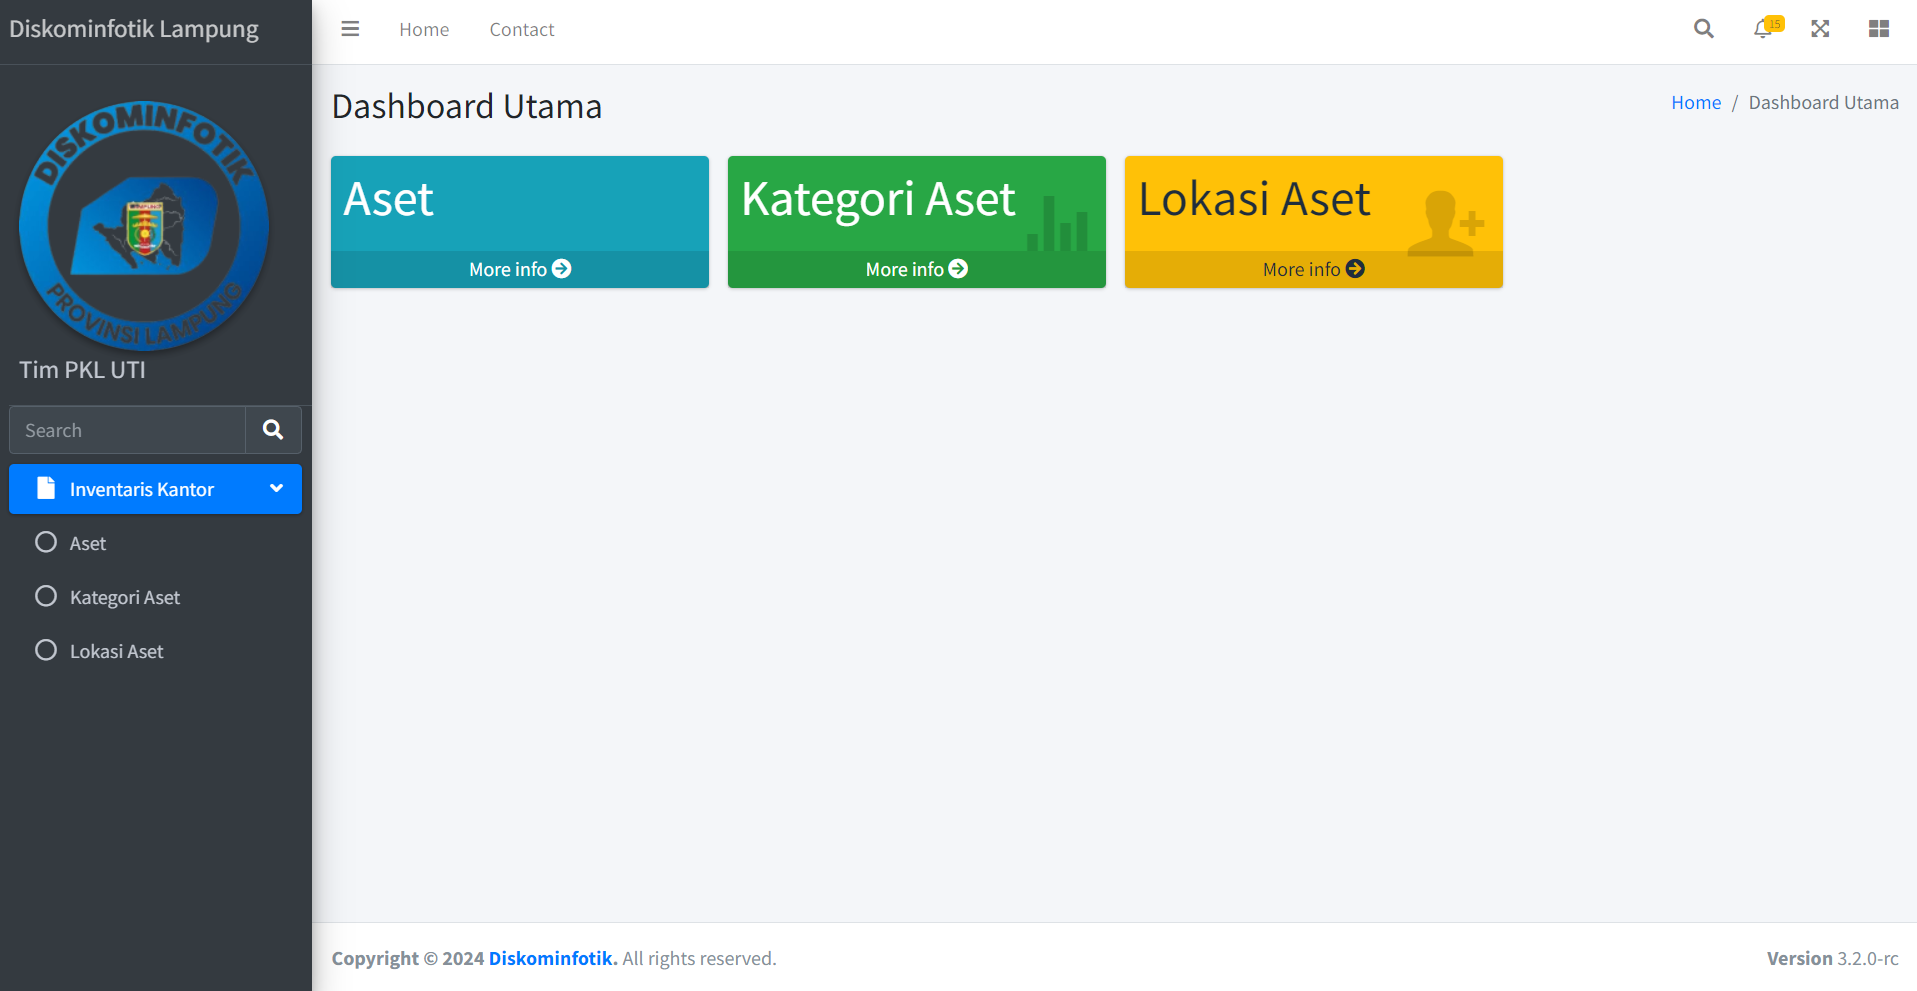 Diskominfotik Lampung
Home
Contact
15
DISKOMINFOTIK
PROVINSI LAMPUNG
Tim PKL UTI
Search
Inventaris Kantor
Aset
Kategori Aset
Lokasi Aset
Dashboard Utama
Home / Dashboard Utama
Aset
More info
Kategori Aset
More info
Lokasi Aset
More info
Copyright © 2024 Diskominfotik. All rights reserved.
Version 3.2.0-rc